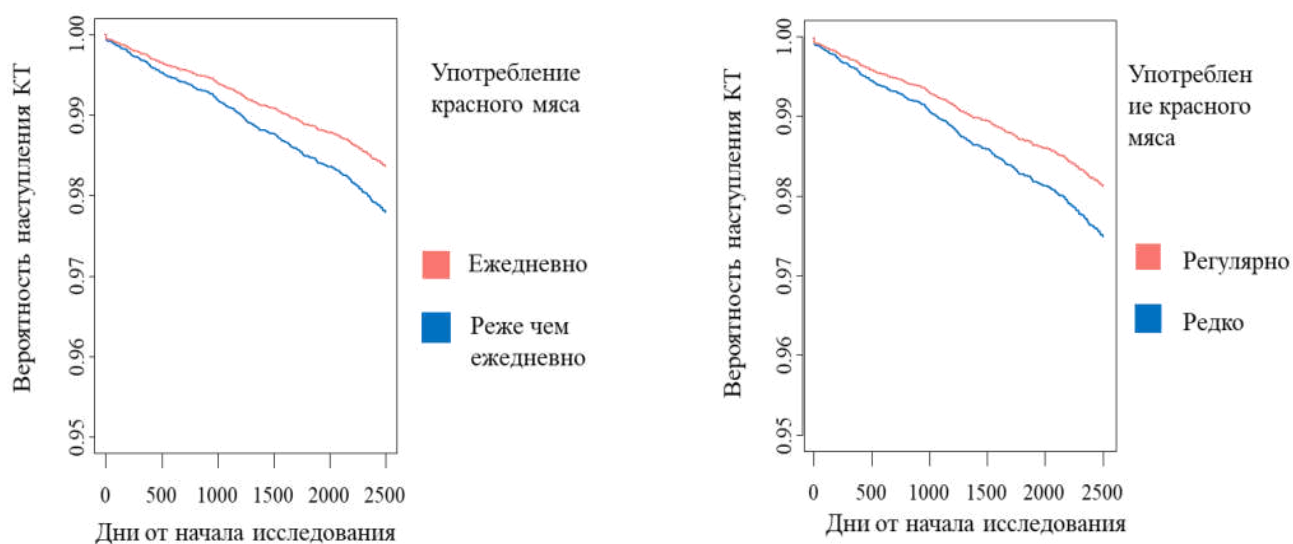 Вероятность наступления КТ
1.00
0.99
0.98
0.97
0.96
0.95
0 500 1000 1500 2000 2500
Дни от начала исследования
Употребление
красного мяса
Ежедневно
Реже чем
ежедневно
Вероятность наступления КТ
1.00
0.99
0.98
0.97
0.96
0.95
0 500 1000 1500 2000 2500
Дни от начала исследования
Употреблен
ие красного
мяса
Регулярно
Редко